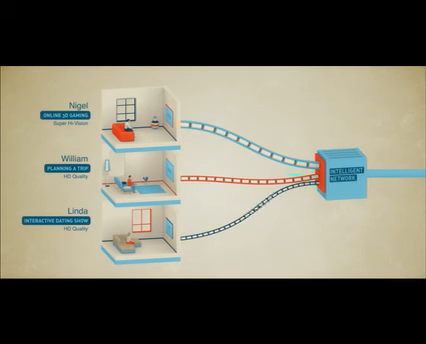 Nigel
ONLINE 3D GAMING
Super Hi-Vision
William
PLANNING A TRIP
HD Quality
Linda
INTERACTIVE DATING SHOW
HD Quality
INTELLIGENT
NETWORK